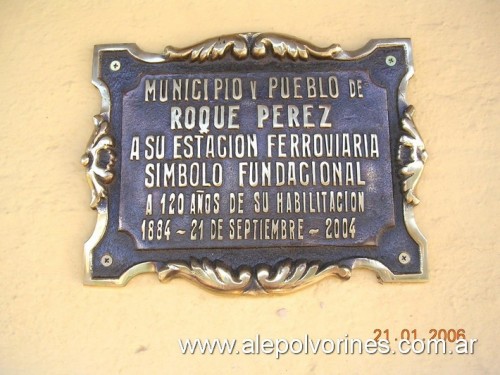 MUNICIPIO Y PUEBLO DE
ROQUE PEREZ
A SU ESTACION FERROVIARIA
SIMBOLO FUNDACIONAL
A 120 AÑOS DE SU HABILITACION
1884 ~ 21 DE SEPTIEMBRE ~ 2004
21.01.2006
www.alepolvorines.com.ar